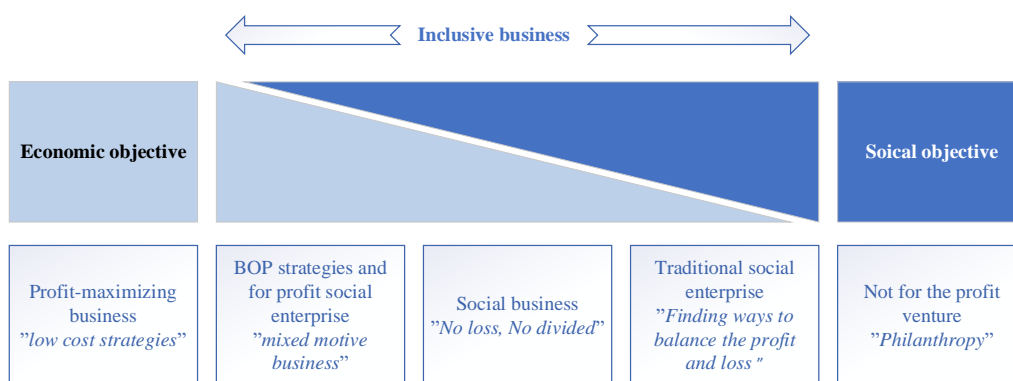 Inclusive business
Economic objective
Soical objective
Profit-maximizing
business
”low cost strategies”
BOP strategies and
for profit social
enterprise
”mixed motive
business”
Social business
”No loss, No divided”
Traditional social
enterprise
”Finding ways to
balance the profit
and loss ”
Not for the profit
venture
”Philanthropy”